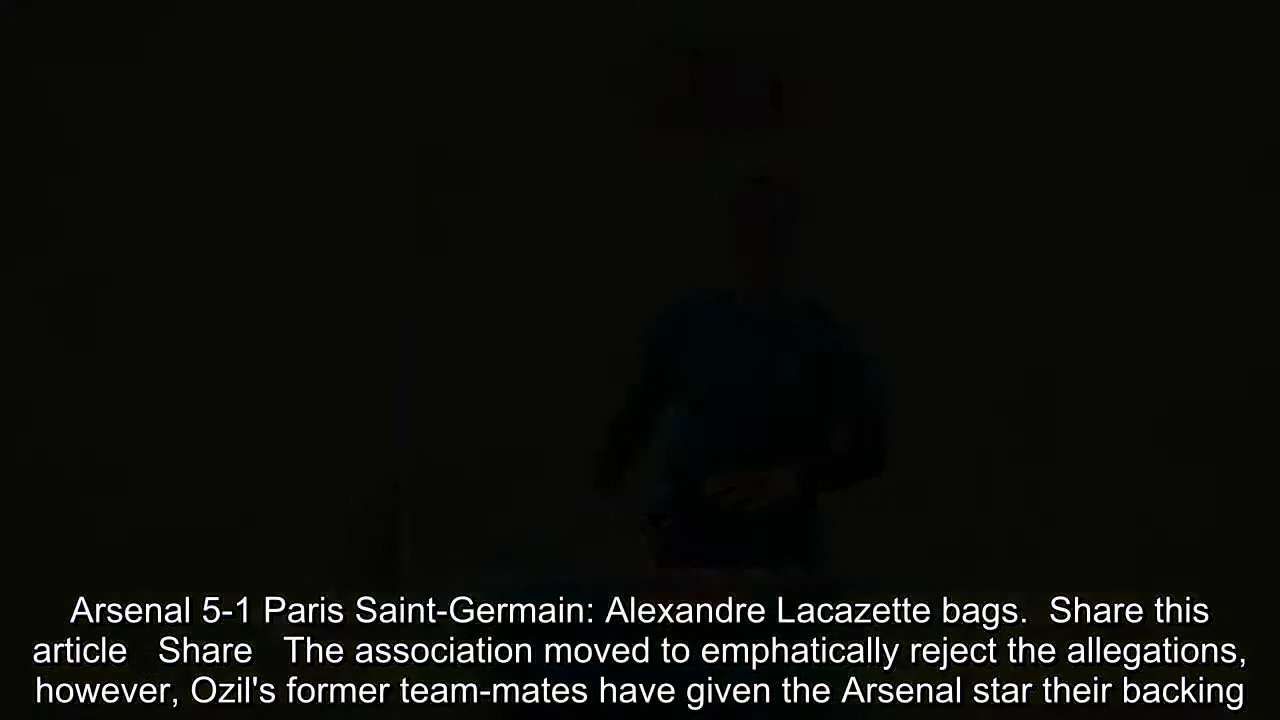 Arsenal 5-1 Paris Saint-Germain: Alexandre Lacazette bags.  Share this
article   Share   The association moved to emphatically reject the allegations,
however, Ozil's former team-mates have given the Arsenal star their backing